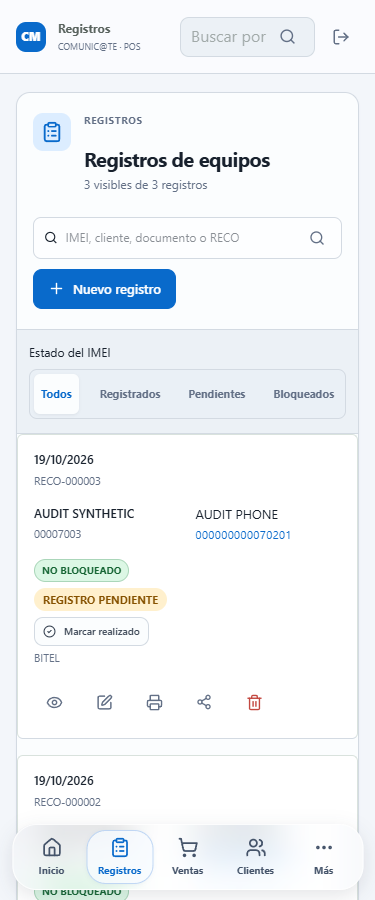 CM
Registros
COMUNIC@TE · POS
Buscar por
REGISTROS
Registros de equipos
3 visibles de 3 registros
IMEI, cliente, documento o RECO
Nuevo registro
Estado del IMEI
Todos Registrados Pendientes Bloqueados
19/10/2026
RECO-000003
AUDIT SYNTHETIC AUDIT PHONE
00007003 000000000070201
NO BLOQUEADO
REGISTRO PENDIENTE
Marcar realizado
BITEL
19/10/2026
RECO-000002
Inicio Registros Ventas Clientes Más
NO BLOQUEADO